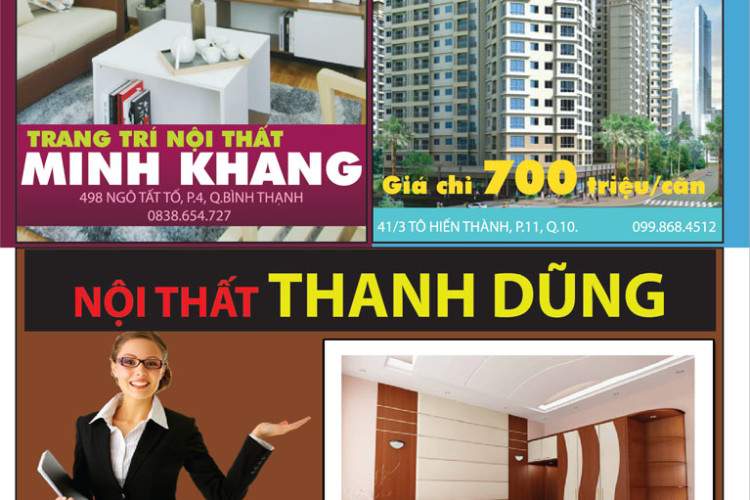 TRANG TRÍ NỘI THẤT
MINH KHANG
498 NGÔ TẤT TỐ, P.4, Q.BÌNH THẠNH
0838.654.727
Giá chỉ 700 triệu/căn
41/3 TÔ HIẾN THÀNH, P.11, Q.10. 099.868.4512
NỘI THẤT THANH DŨNG